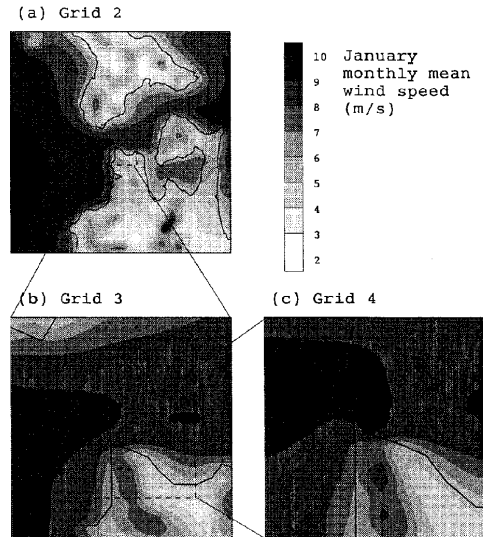 (a) Grid 2
10
9
8
7
6
5
4
3
2
January
monthly mean
wind speed
(m/s)
(b) Grid 3
(c) Grid 4